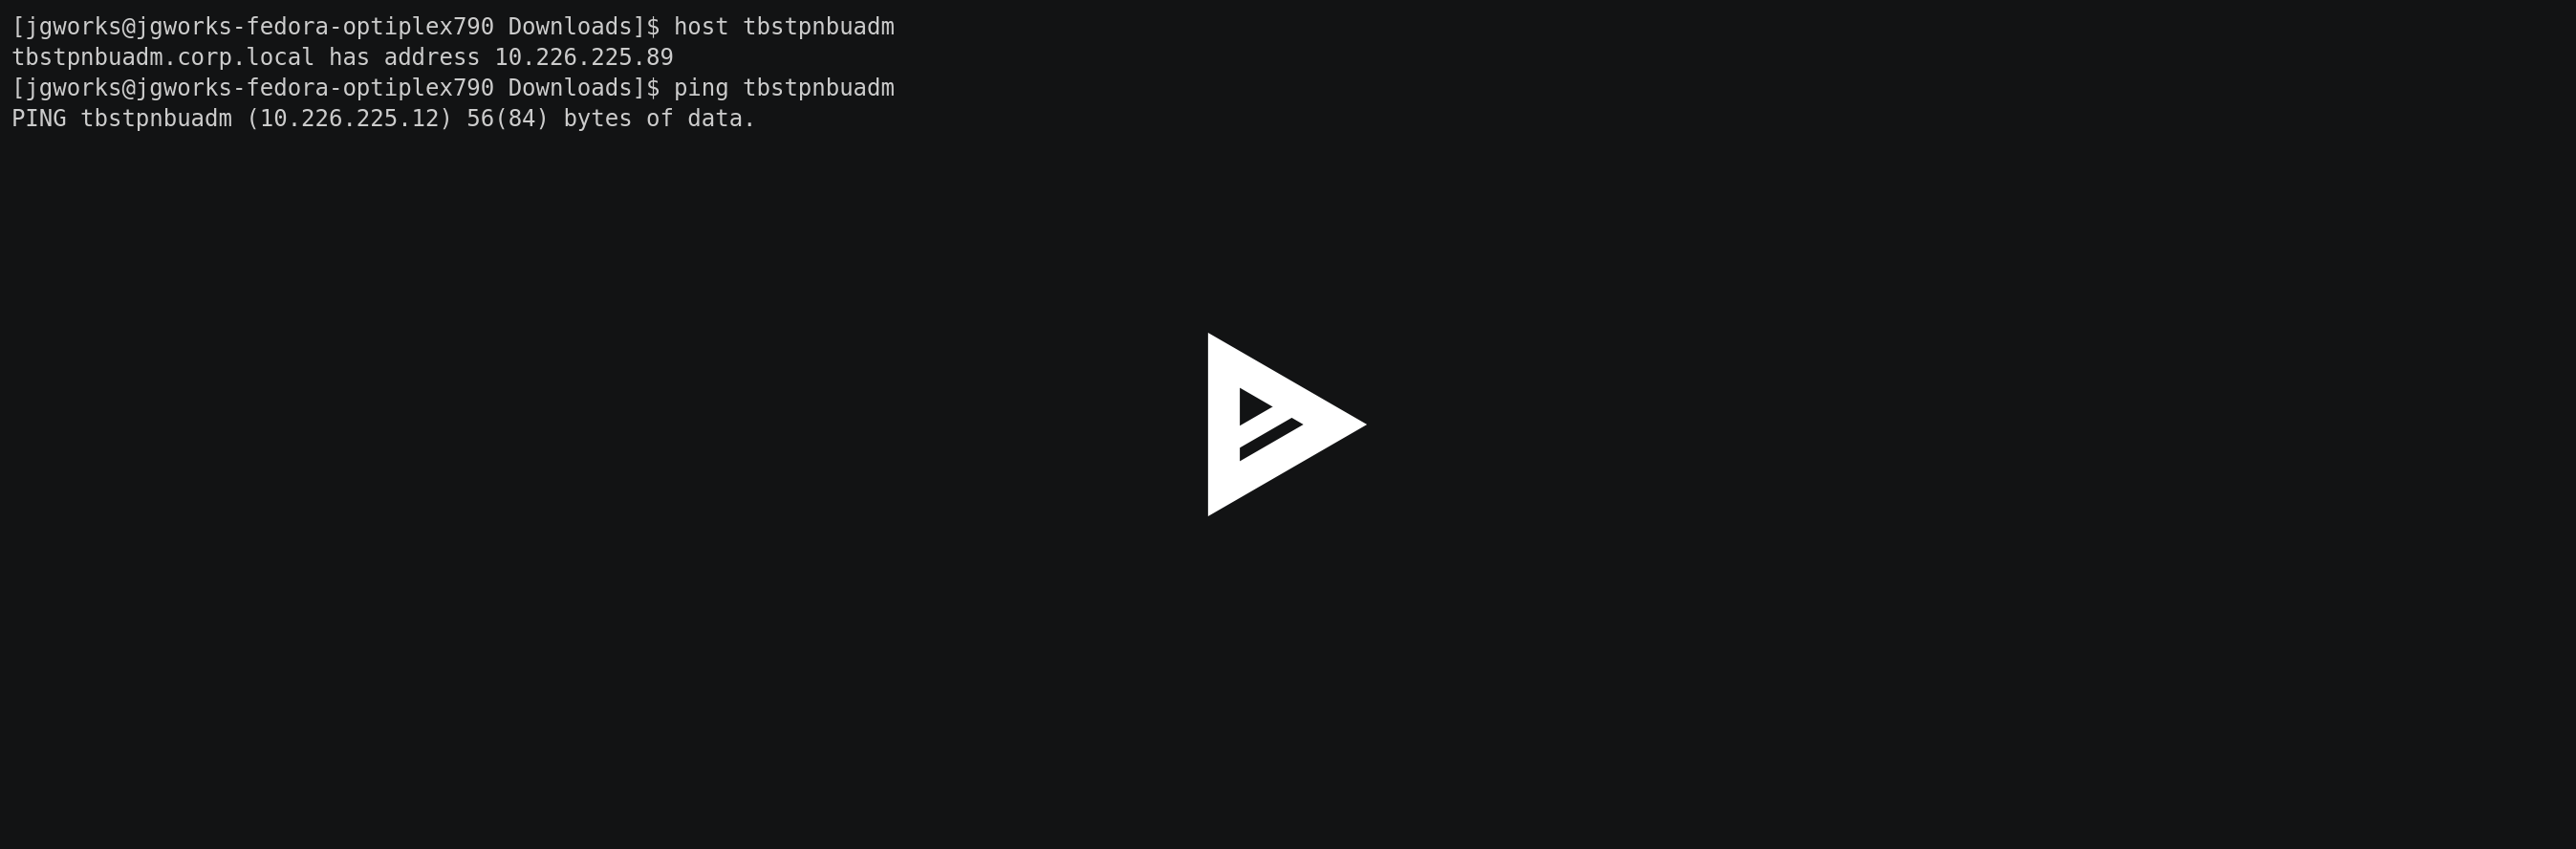 [jgworks@jgworks-fedora-optiplex790 Downloads]$ host tbstpnbuadm
tbstpnbuadm.corp.local has address 10.226.225.89
[jgworks@jgworks-fedora-optiplex790 Downloads]$ ping tbstpnbuadm
PING tbstpnbuadm (10.226.225.12) 56(84) bytes of data.